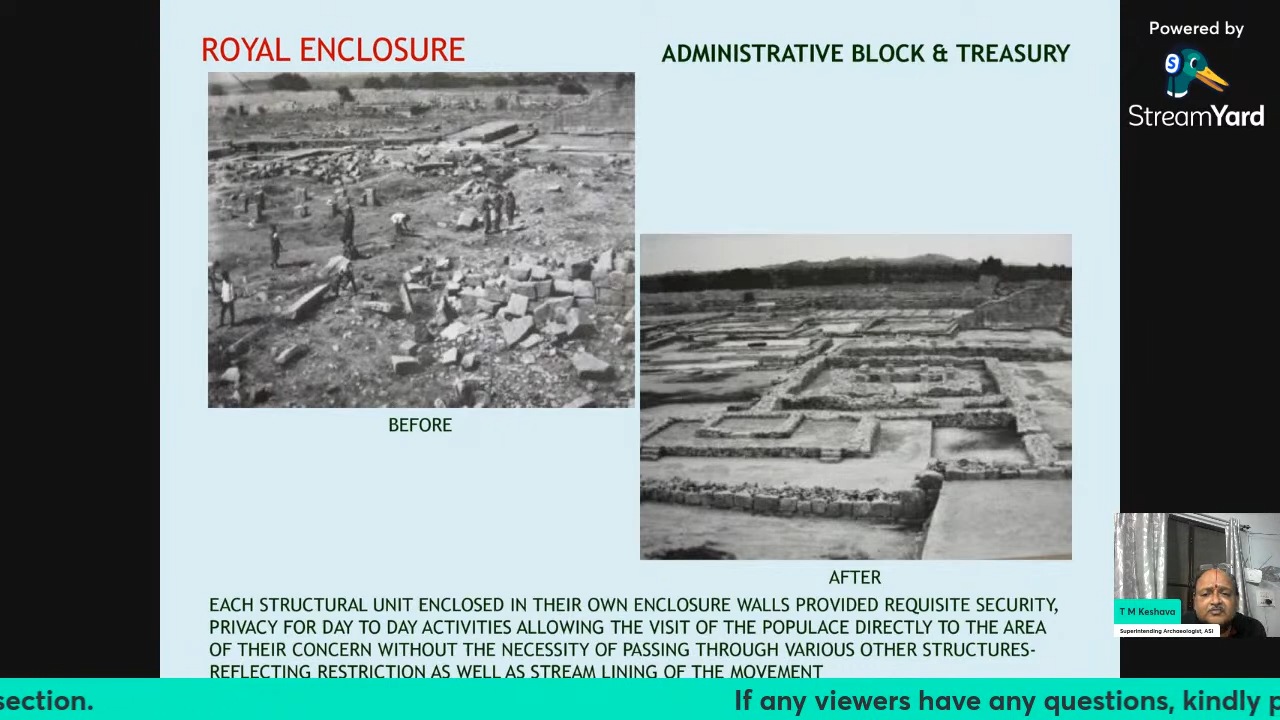 ROYAL ENCLOSURE
ADMINISTRATIVE BLOCK & TREASURY
Powered by
S
StreamYard
BEFORE
AFTER
EACH STRUCTURAL UNIT ENCLOSED IN THEIR OWN ENCLOSURE WALLS PROVIDED REQUISITE SECURITY,
PRIVACY FOR DAY TO DAY ACTIVITIES ALLOWING THE VISIT OF THE POPULACE DIRECTLY TO THE AREA
OF THEIR CONCERN WITHOUT THE NECESSITY OF PASSING THROUGH VARIOUS OTHER STRUCTURES-
REFLECTING RESTRICTION AS WELL AS STREAM LINING OF THE MOVEMENT
T M Keshava
Superintending Archaeologist, ASI
section.
If any viewers have any questions, kindly p